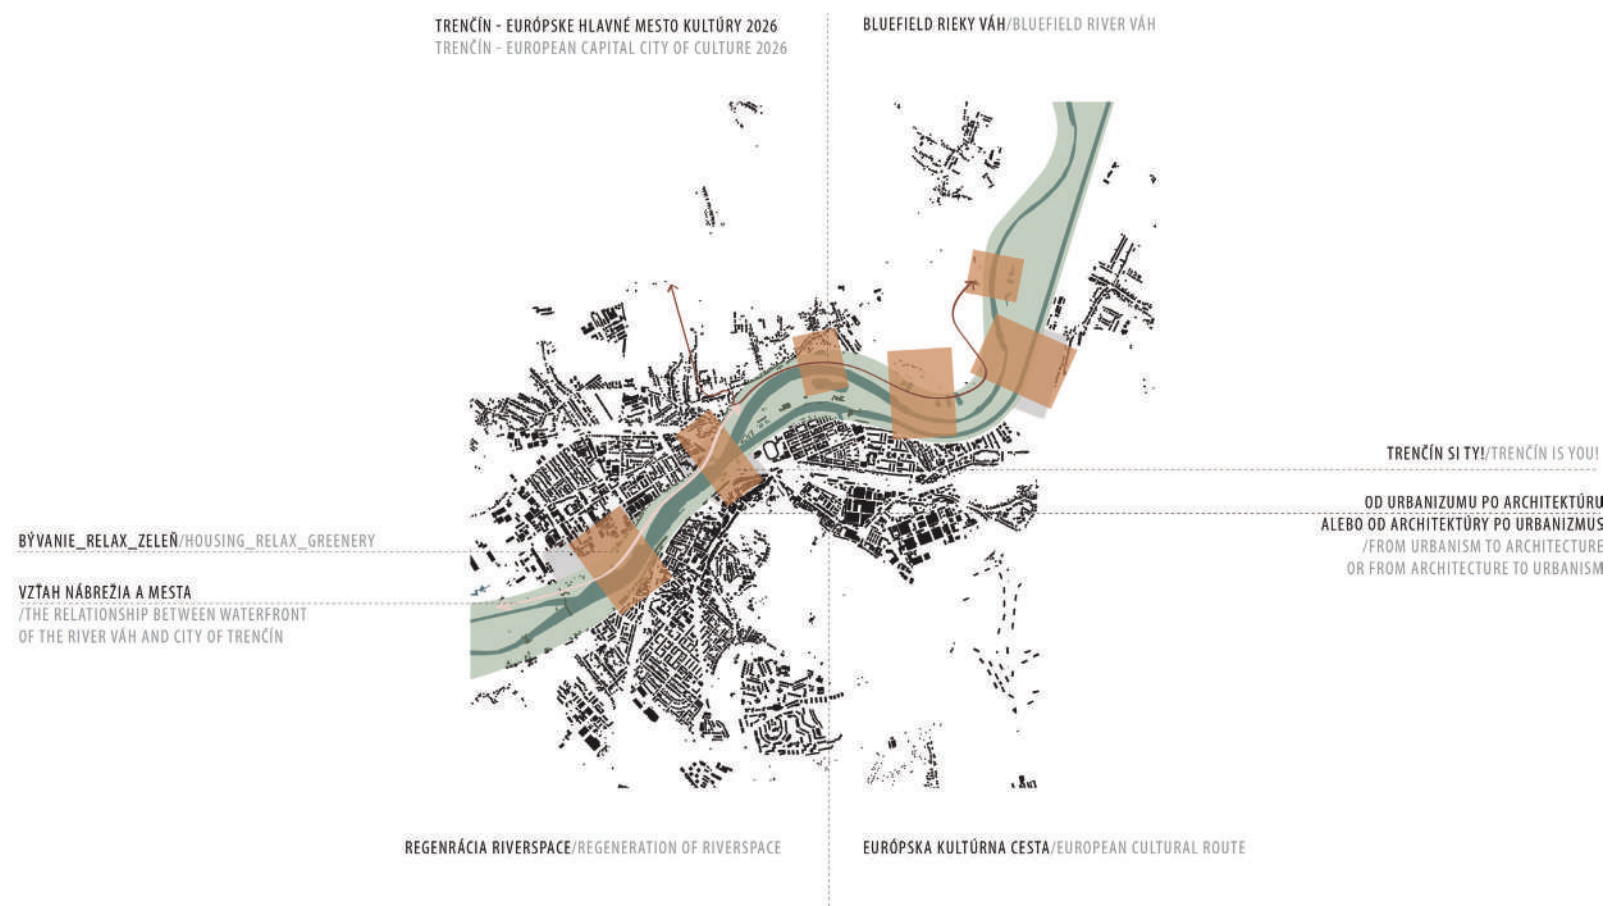 TRENČÍN - EURÓPSKE HLAVNÉ MESTO KULTÚRY 2026
TRENČÍN - EUROPEAN CAPITAL CITY OF CULTURE 2026
BLUEFIELD RIEKY VÁH/BLUEFIELD RIVER VÁH
TRENČÍN SI TY!/TRENČÍN IS YOU!
OD URBANIZUMU PO ARCHITEKTÚRU
ALEBO OD ARCHITEKTÚRY PO URBANIZMUS
/FROM URBANISM TO ARCHITECTURE
OR FROM ARCHITECTURE TO URBANISM
BÝVANIE_RELAX_ZELEŇ/HOUSING_RELAX_GREENERY
VZŤAH NÁBREŽIA A MESTA
/THE RELATIONSHIP BETWEEN WATERFRONT
OF THE RIVER VÁH AND CITY OF TRENČÍN
REGENRÁCIA RIVERSPACE/REGENERATION OF RIVERSPACE
EURÓPSKA KULTÚRNA CESTA/EUROPEAN CULTURAL ROUTE